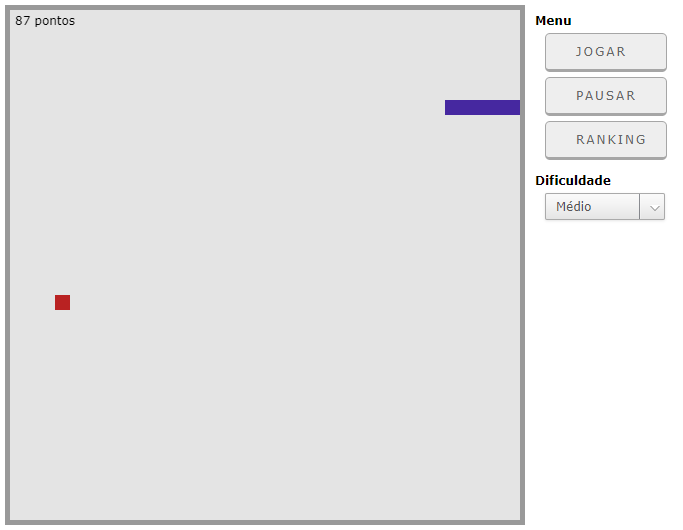 87 pontos
Menu
JOGAR
PAUSAR
RANKING
Dificuldade
Médio